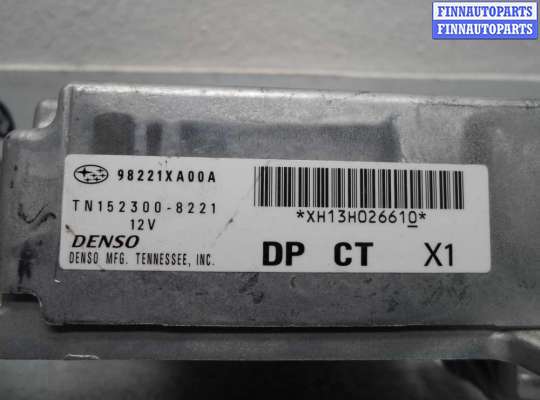 FINNAUTOPARTS
FINNAUTOPARTS
98221XA00A
TN152300-8221
12V
DENSO
DENSO MFG. TENNESSEE, INC.
*XH13H026610*
DP CT X1